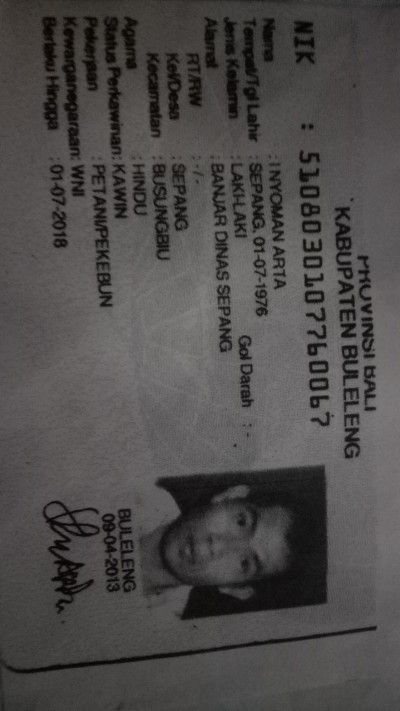 PROVINSI BALI
KABUPATEN BULELENG
NIK : 5108030107760067
Nama : I NYOMAN ARTA
Tempat/Tgl Lahir : SEPANG, 01-07-1976
Jenis Kelamin : LAKI-LAKI Gol Darah : -
Alamat : BANJAR DINAS SEPANG
RT/RW : - / -
Kel/Desa : SEPANG
Kecamatan : BUSUNGBIU
Agama : HINDU
Status Perkawinan: KAWIN
Pekerjaan : PETANI/PEKEBUN
Kewarganegaraan: WNI
Berlaku Hingga : 01-07-2018
BULELENG
09-04-2013